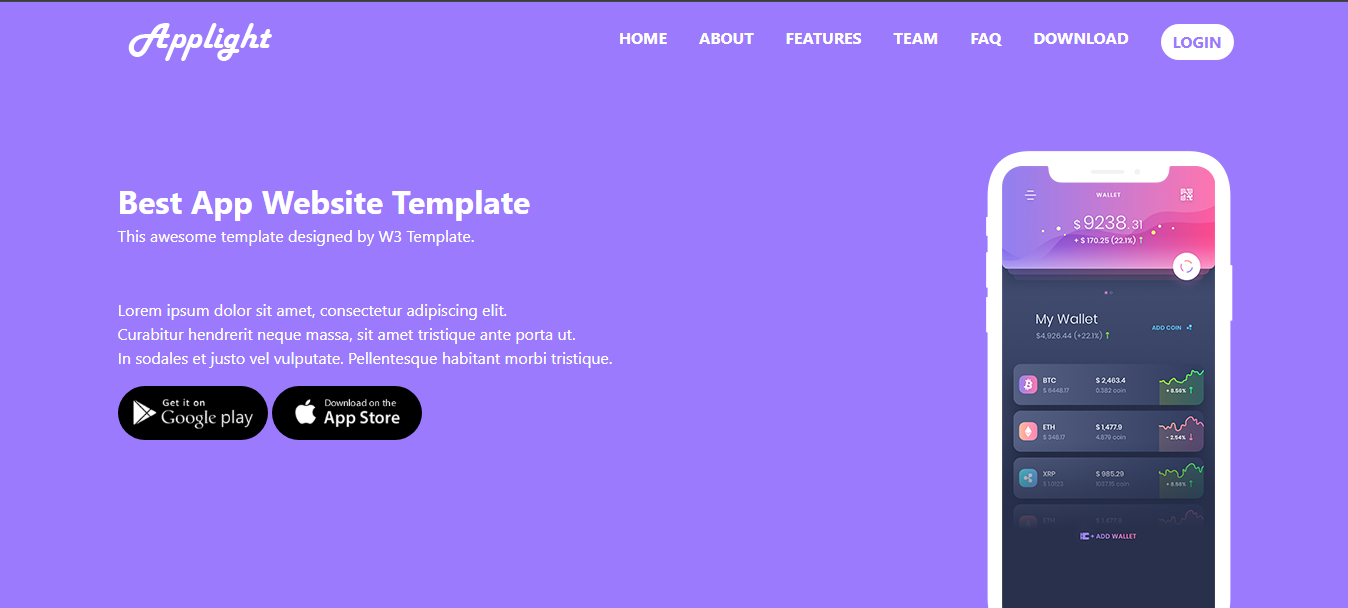 Applight
HOME ABOUT FEATURES TEAM FAQ DOWNLOAD LOGIN
Best App Website Template
This awesome template designed by W3 Template.
Lorem ipsum dolor sit amet, consectetur adipiscing elit.
Curabitur hendrerit neque massa, sit amet tristique ante porta ut.
In sodales et justo vel vulputate. Pellentesque habitant morbi tristique.
Get it on
Google play
Download on the
App Store
WALLET
$ 9238.31
+ $ 170.25 (22.1%) ↑
My Wallet
$4,926.44 (+22.1%) ↑
ADD COIN
BTC $ 2,463.4
$ 6448.17 0.382 coin + 8.56% ↑
ETH $ 1,477.9
$ 348.17 4.879 coin - 2.54% ↓
XRP $ 985.29
$ 1.0123 1037.15 coin + 8.56% ↑
ETH $ 1,477.9
+ ADD WALLET